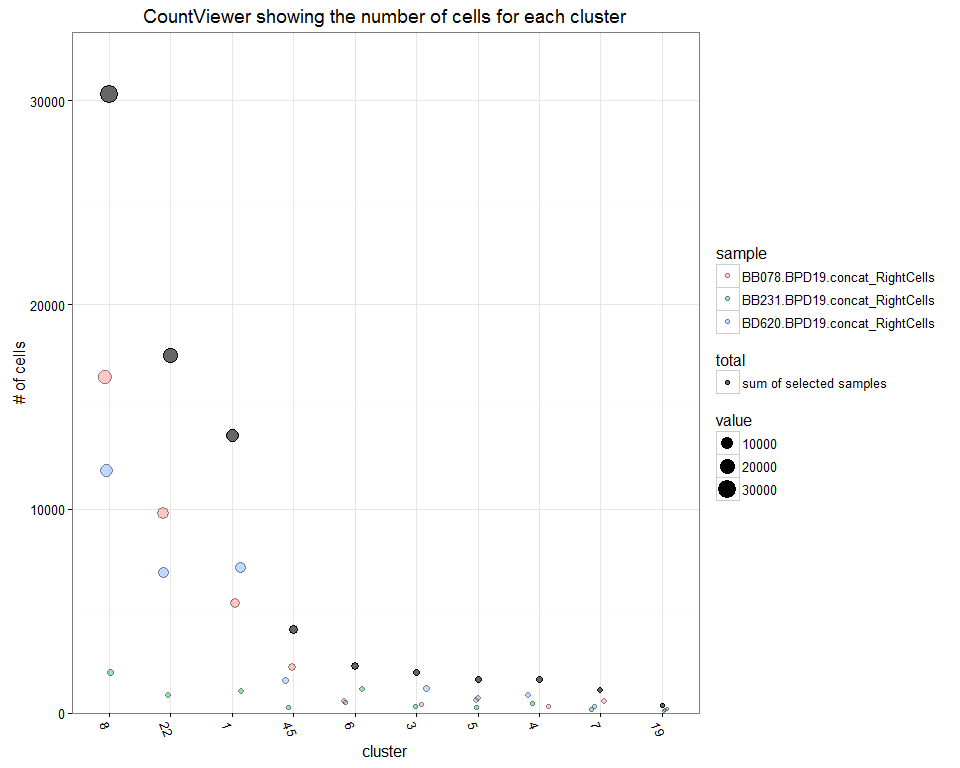 CountViewer showing the number of cells for each cluster
30000
20000
10000
0
# of cells
8
22
1
45
6
3
5
4
7
19
cluster
sample
BB078.BPD19.concat_RightCells
BB231.BPD19.concat_RightCells
BD620.BPD19.concat_RightCells
total
sum of selected samples
value
10000
20000
30000